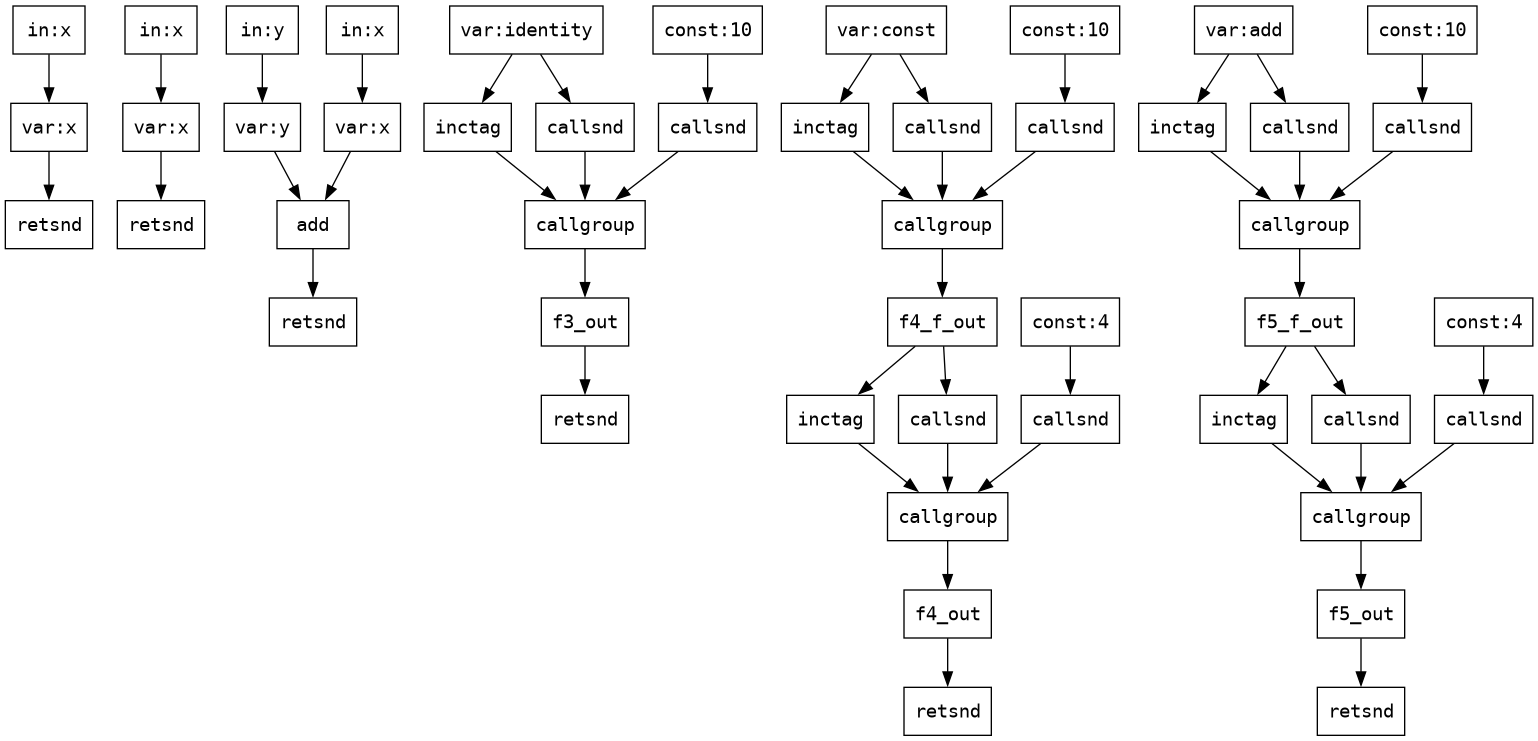 in:x
in:x
in:y
in:x
var:identity
const:10
var:const
const:10
var:add
const:10
var:x
var:x
var:y
var:x
inctag
callsnd
callsnd
inctag
callsnd
callsnd
inctag
callsnd
callsnd
retsnd
retsnd
add
callgroup
callgroup
callgroup
retsnd
f3_out
f4_f_out
const:4
f5_f_out
const:4
retsnd
inctag
callsnd
callsnd
inctag
callsnd
callsnd
callgroup
callgroup
f4_out
f5_out
retsnd
retsnd